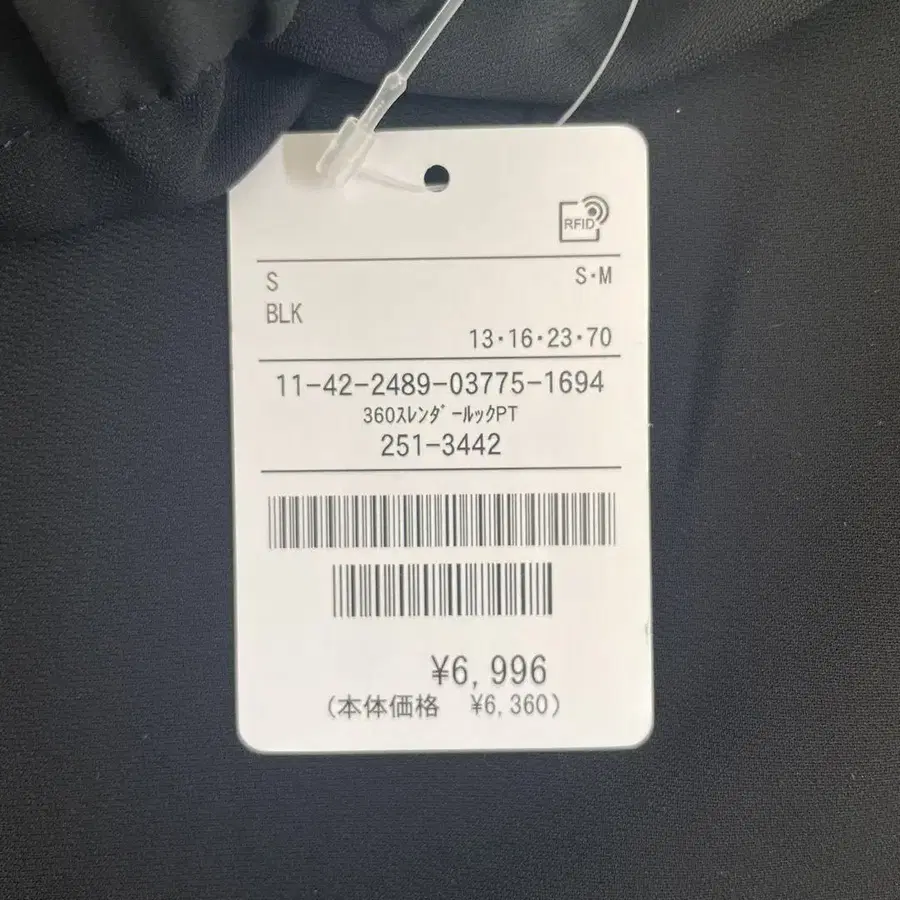 RFID
S S・M
BLK
13・16・23・70
11-42-2489-03775-1694
360ｽﾚﾝﾀﾞｰﾙｯｸPT
251-3442
¥6,996
(本体価格 ¥6,360)